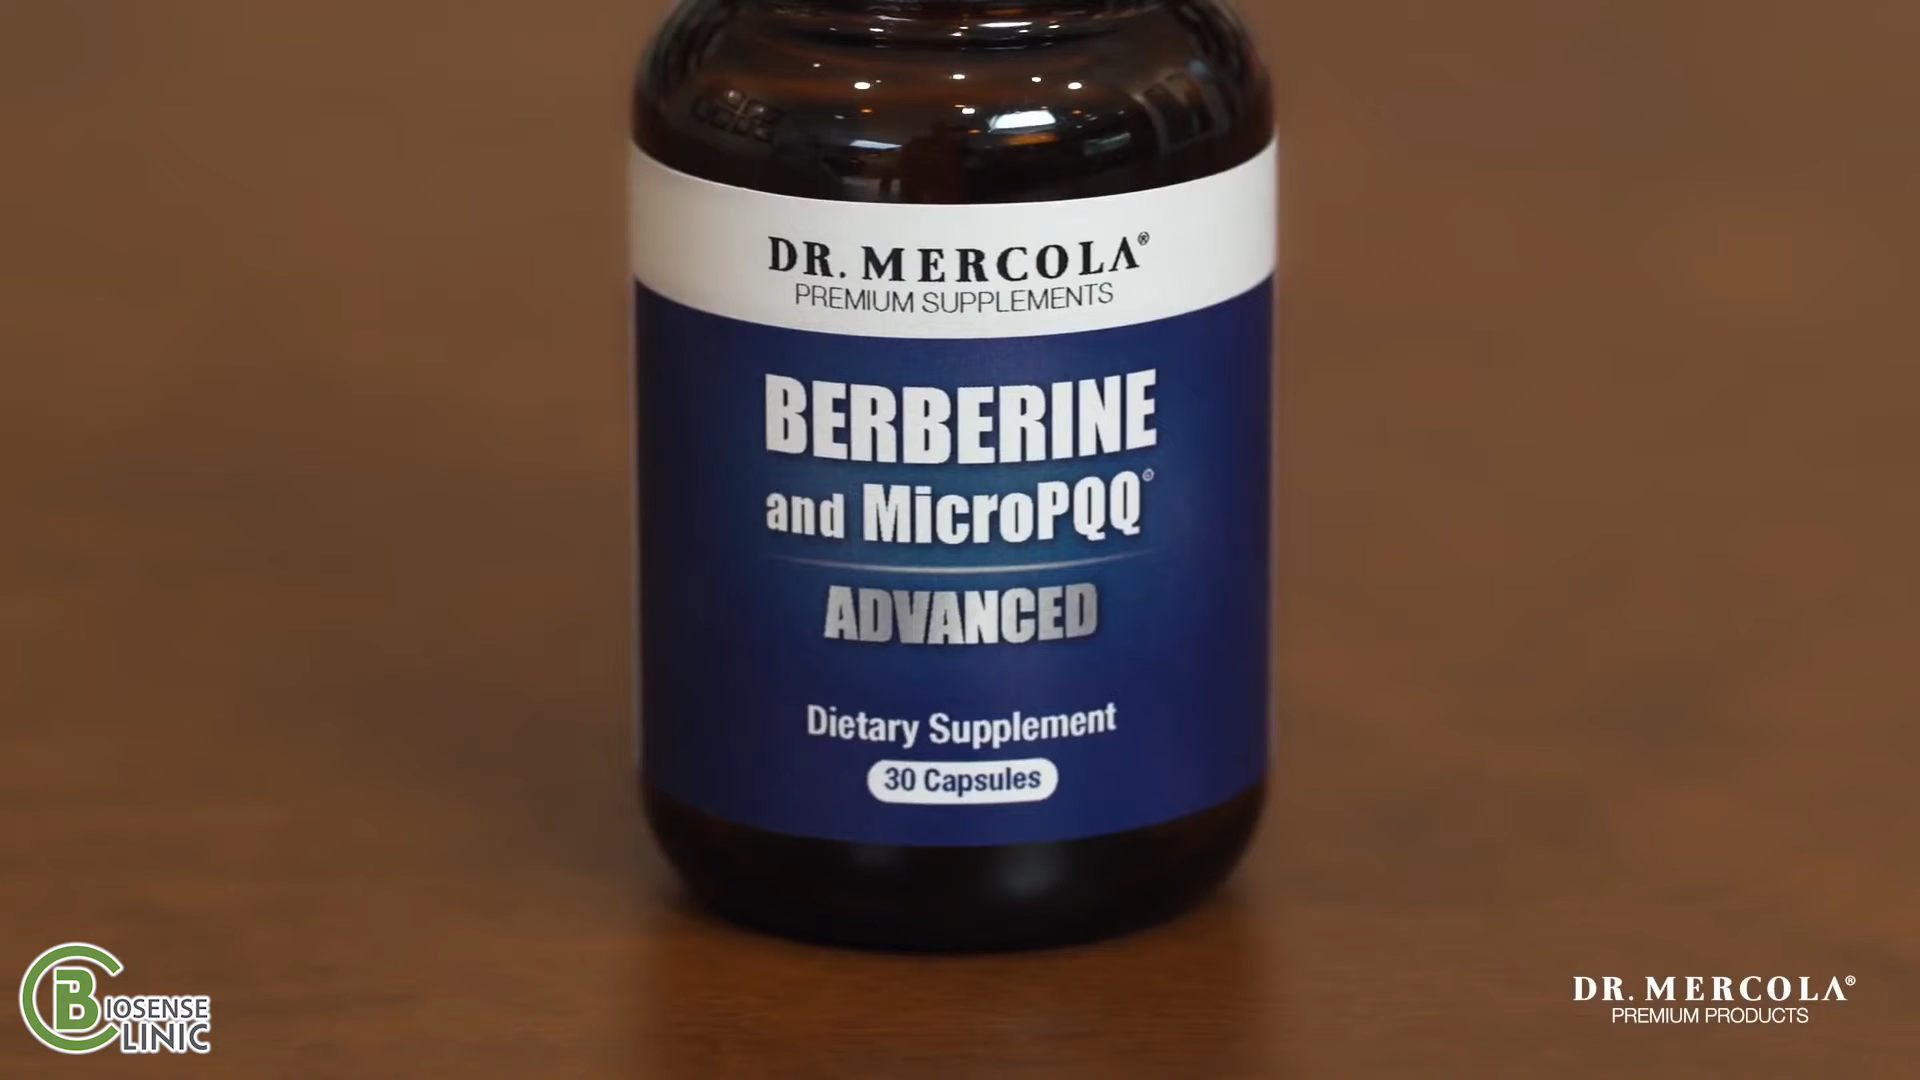 DR. MERCOLA®
PREMIUM SUPPLEMENTS
BERBERINE
and MicroPQQ©
ADVANCED
Dietary Supplement
30 Capsules
BIOSENSE
CLINIC
DR. MERCOLA®
PREMIUM PRODUCTS